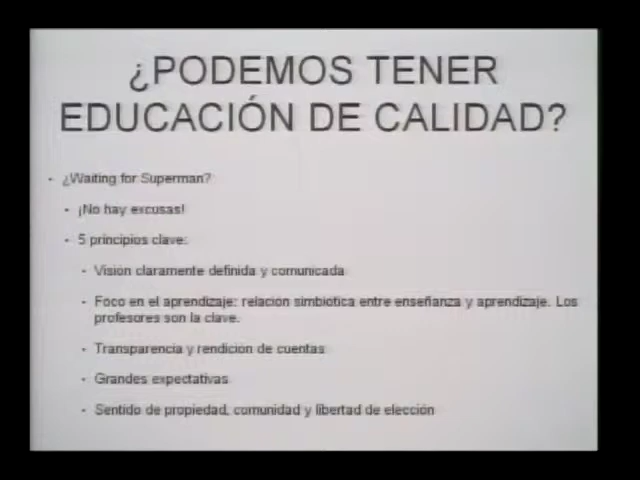 ¿PODEMOS TENER
EDUCACIÓN DE CALIDAD?
- ¿Waiting for Superman?
- ¡No hay excusas!
- 5 principios clave:
- Visión claramente definida y comunicada
- Foco en el aprendizaje: relación simbiótica entre enseñanza y aprendizaje. Los
profesores son la clave.
- Transparencia y rendición de cuentas
- Grandes expectativas
- Sentido de propiedad, comunidad y libertad de elección